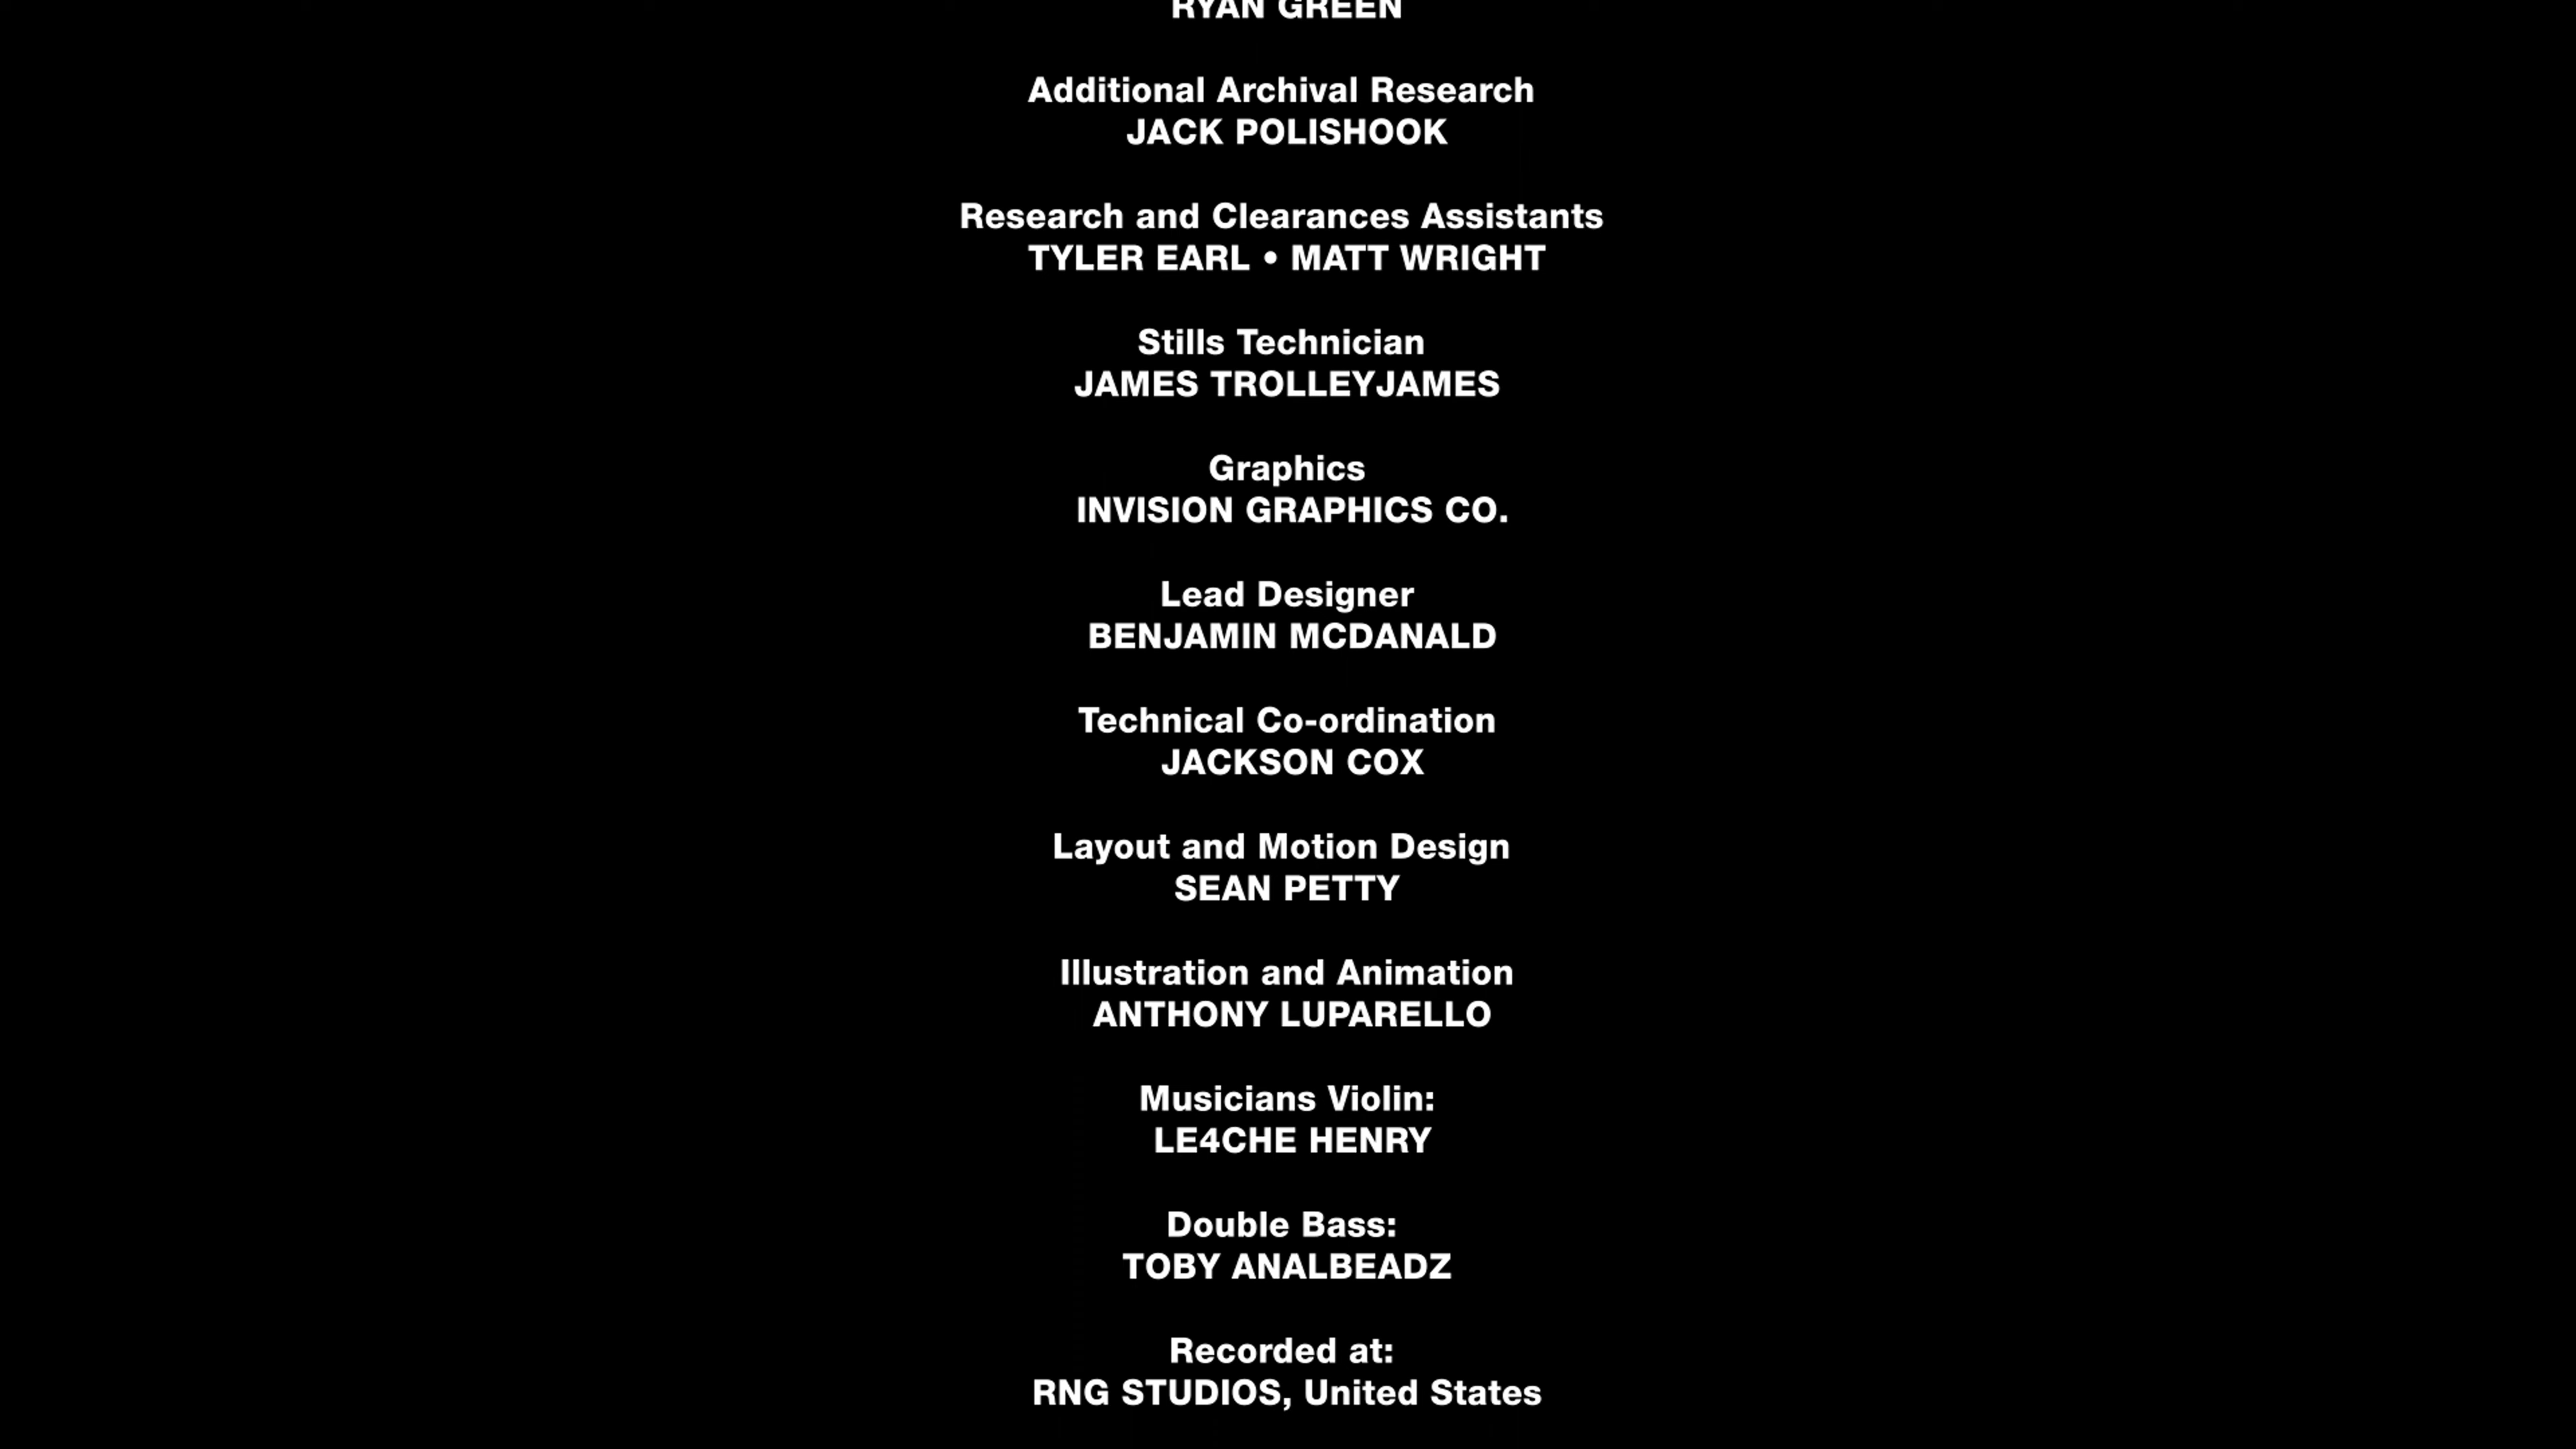 RYAN GREEN
Additional Archival Research
JACK POLISHOOK
Research and Clearances Assistants
TYLER EARL • MATT WRIGHT
Stills Technician
JAMES TROLLEYJAMES
Graphics
INVISION GRAPHICS CO.
Lead Designer
BENJAMIN MCDANALD
Technical Co-ordination
JACKSON COX
Layout and Motion Design
SEAN PETTY
Illustration and Animation
ANTHONY LUPARELLO
Musicians Violin:
LE4CHE HENRY
Double Bass:
TOBY ANALBEADZ
Recorded at:
RNG STUDIOS, United States